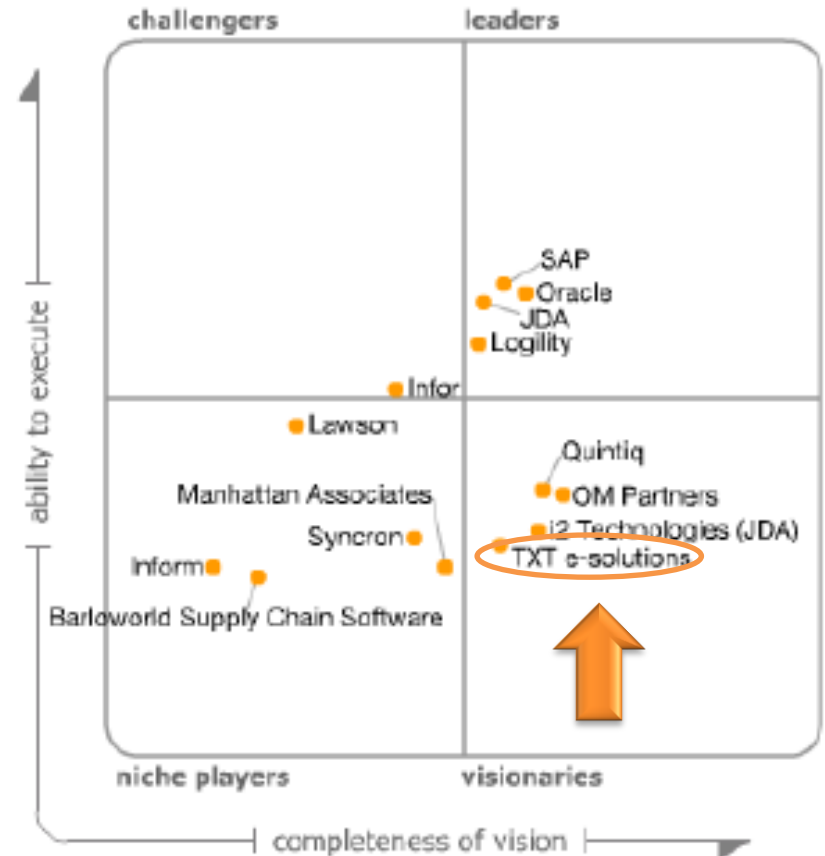 challengers
leaders
SAP
Oracle
JDA
Logility
Infor
Lawson
Quintiq
Manhattan Associates
OM Partners
Syncron
i2 Technologies (JDA)
TXT e-solutions
Inform
Barloworld Supply Chain Software
niche players
visionaries
ability to execute
completeness of vision